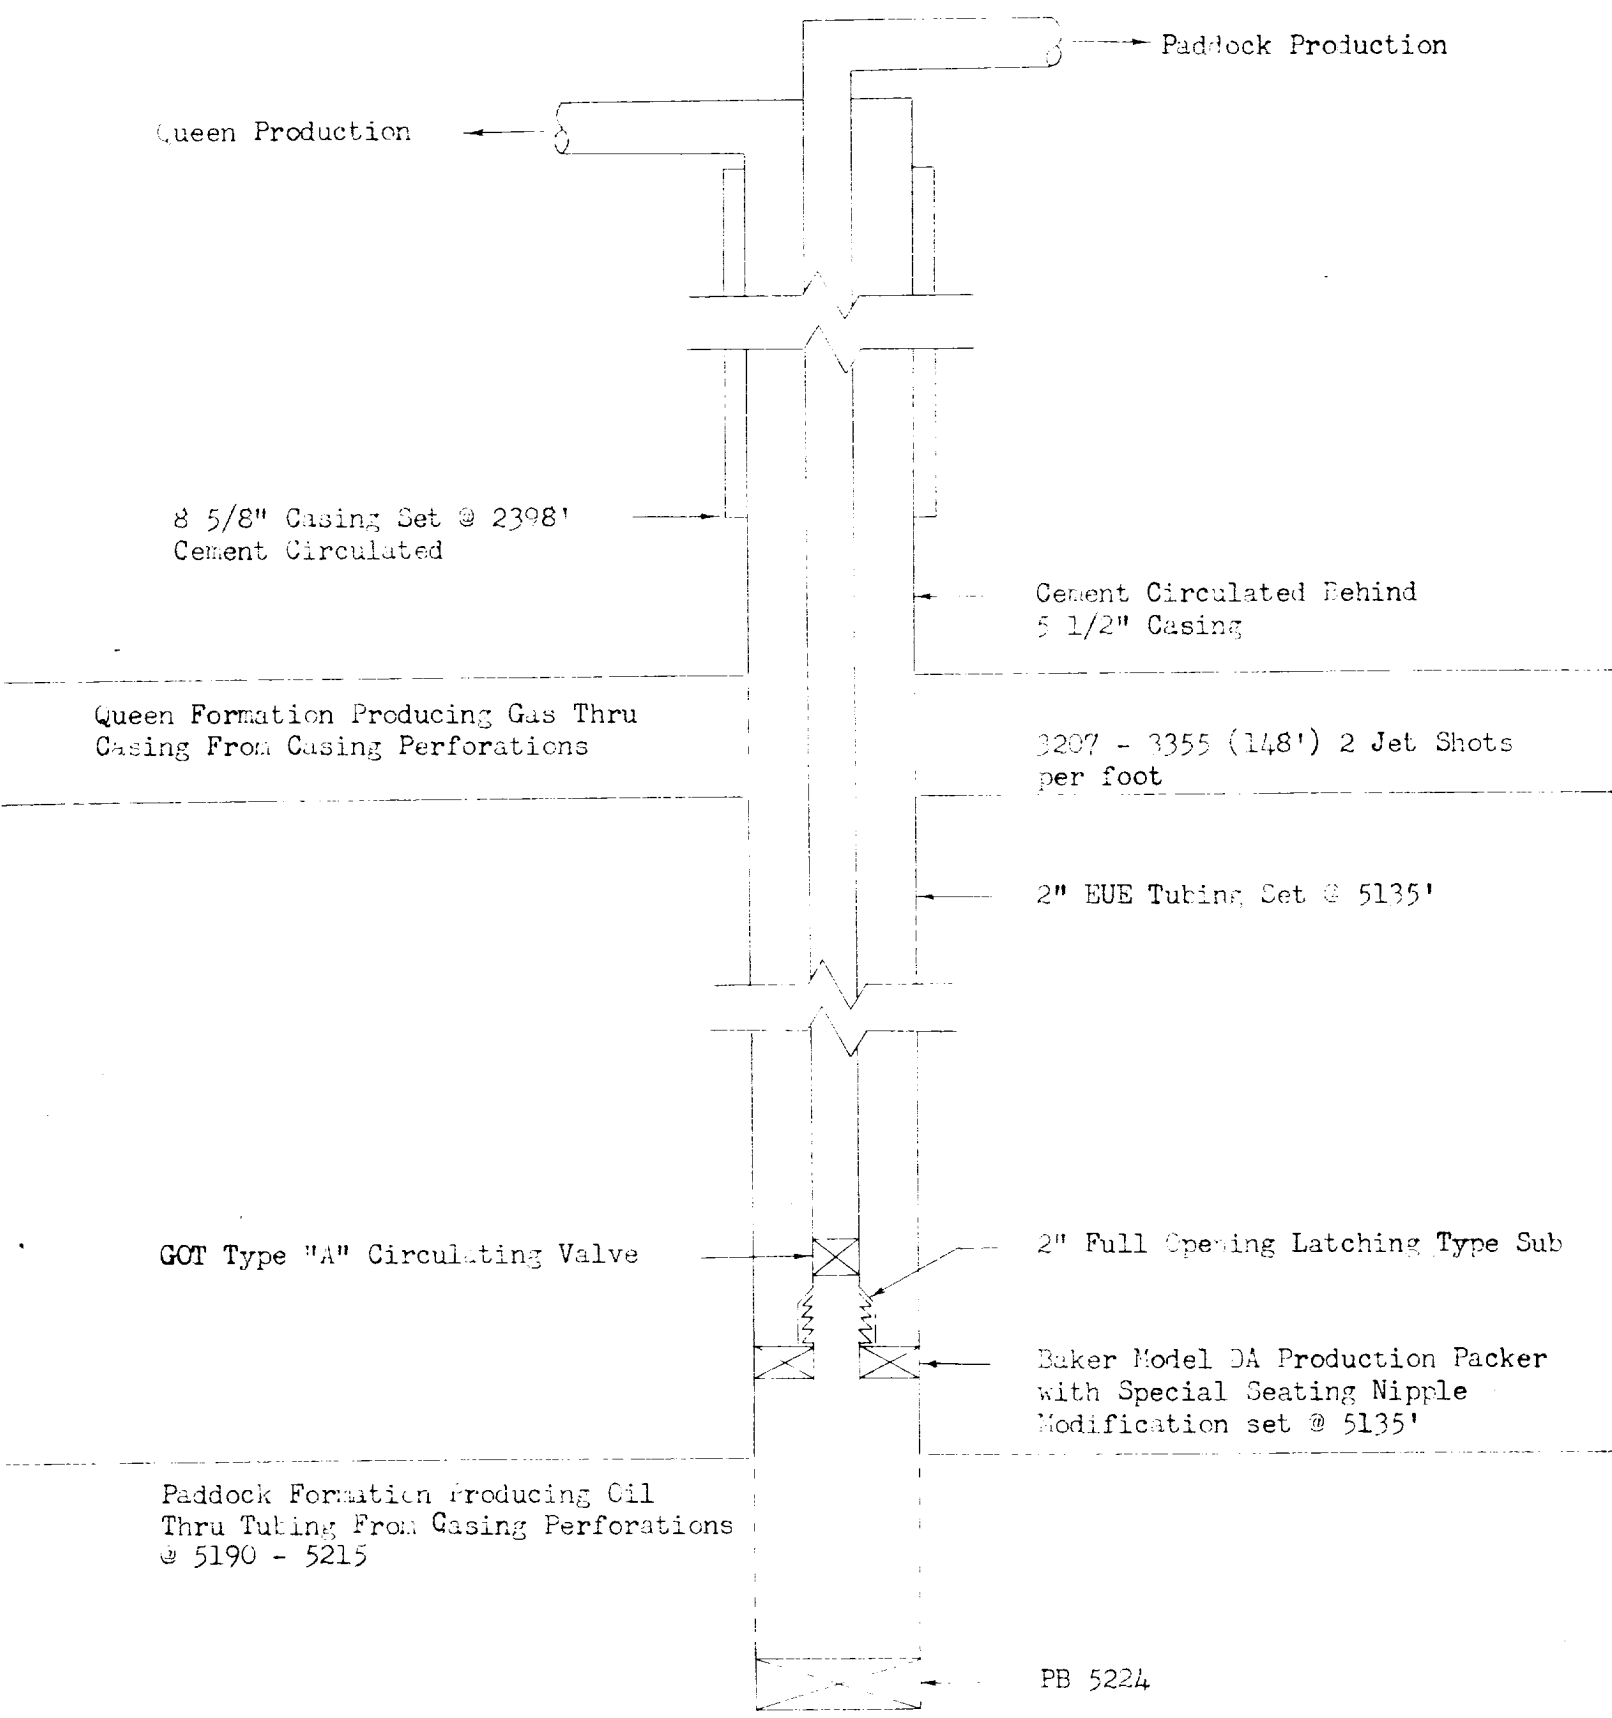 Paddock Production
Queen Production
8 5/8" Casing Set @ 2398'
Cement Circulated
Cement Circulated Behind
5 1/2" Casing
Queen Formation Producing Gas Thru
Casing From Casing Perforations
3207 - 3355 (148') 2 Jet Shots
per foot
2" EUE Tubing Set @ 5135'
GOT Type "A" Circulating Valve
2" Full Opening Latching Type Sub
Baker Model DA Production Packer
with Special Seating Nipple
Modification set @ 5135'
Paddock Formation Producing Oil
Thru Tubing From Casing Perforations
@ 5190 - 5215
PB 5224